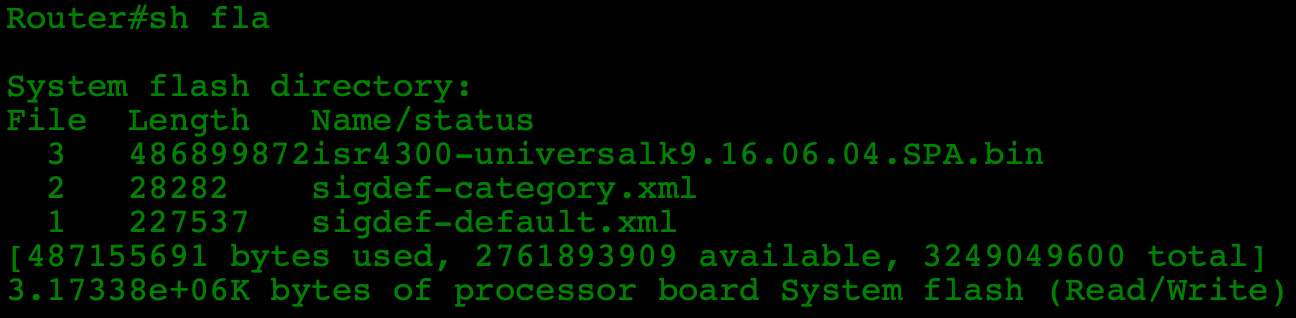 Router#sh fla
System flash directory:
File  Length   Name/status
  3   486899872isr4300-universalk9.16.06.04.SPA.bin
  2   28282    sigdef-category.xml
  1   227537   sigdef-default.xml
[487155691 bytes used, 2761893909 available, 3249049600 total]
3.17338e+06K bytes of processor board System flash (Read/Write)